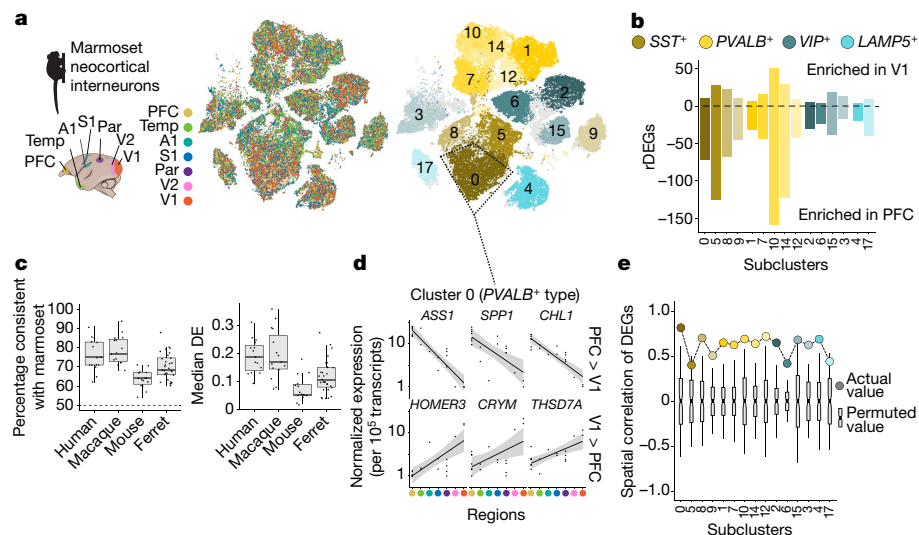 a
Marmoset
neocortical
interneurons
S1
A1
Par
Temp
V2
PFC
V1
PFC
Temp
A1
S1
Par
V2
V1
10
14
1
7
12
2
3
6
8
5
15
9
17
0
4
b
SST+
PVALB+
VIP+
LAMP5+
Enriched in V1
rDEGs
50
0
−50
−100
−150
Enriched in PFC
0 5 8 9 1 7 10 14 12 2 6 15 3 4 17
Subclusters
c
Percentage consistent
with marmoset
100
90
80
70
60
50
Human
Macaque
Mouse
Ferret
Median DE
0.3
0.2
0.1
0
Human
Macaque
Mouse
Ferret
d
Cluster 0 (PVALB+ type)
ASS1 SPP1 CHL1
Normalized expression
(per 10⁵ transcripts)
10
1
PFC > V1
HOMER3 CRYM THSD7A
10
1
V1 > PFC
Regions
e
Spatial correlation of DEGs
1.0
0.5
0
−0.5
−1.0
Actual
value
Permuted
value
0 5 8 9 1 7 10 14 12 2 6 15 3 4 17
Subclusters